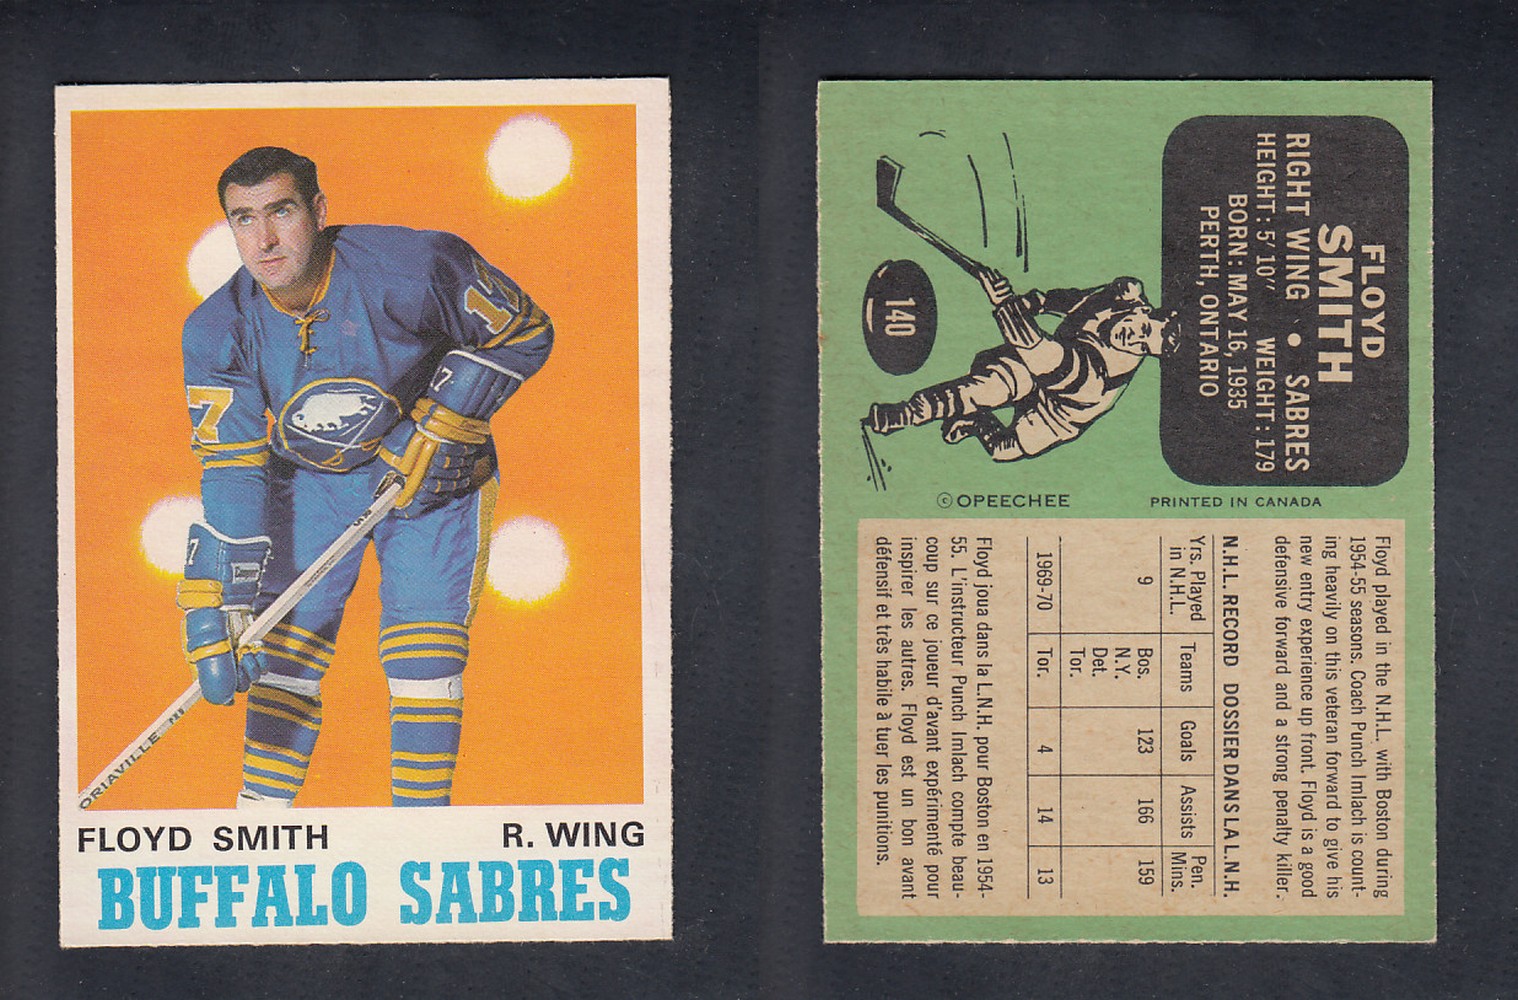 17
7
7
7
ORIAVILLE
FLOYD SMITH R. WING
BUFFALO SABRES
FLOYD
SMITH
RIGHT WING • SABRES
HEIGHT: 5' 10" WEIGHT: 179
BORN: MAY 16, 1935
PERTH, ONTARIO
140
© OPEECHEE PRINTED IN CANADA
Floyd played in the N.H.L. with Boston during
1954-55 seasons. Coach Punch Imlach is count-
ing heavily on this veteran forward to give his
new entry experience up front. Floyd is a good
defensive forward and a strong penalty killer.
N.H.L. RECORD DOSSIER DANS LA L.N.H.
Yrs. Played Teams Goals Assists Pen.
in N.H.L. Mins.
9 Bos. 123 166 159
N.Y.
Det.
Tor.
1969-70 Tor. 4 14 13
Floyd joua dans la L.N.H. pour Boston en 1954-
55. L'instructeur Punch Imlach compte beau-
coup sur ce joueur d'avant expérimenté pour
inspirer les autres. Floyd est un bon avant
défensif et très habile à tuer les punitions.